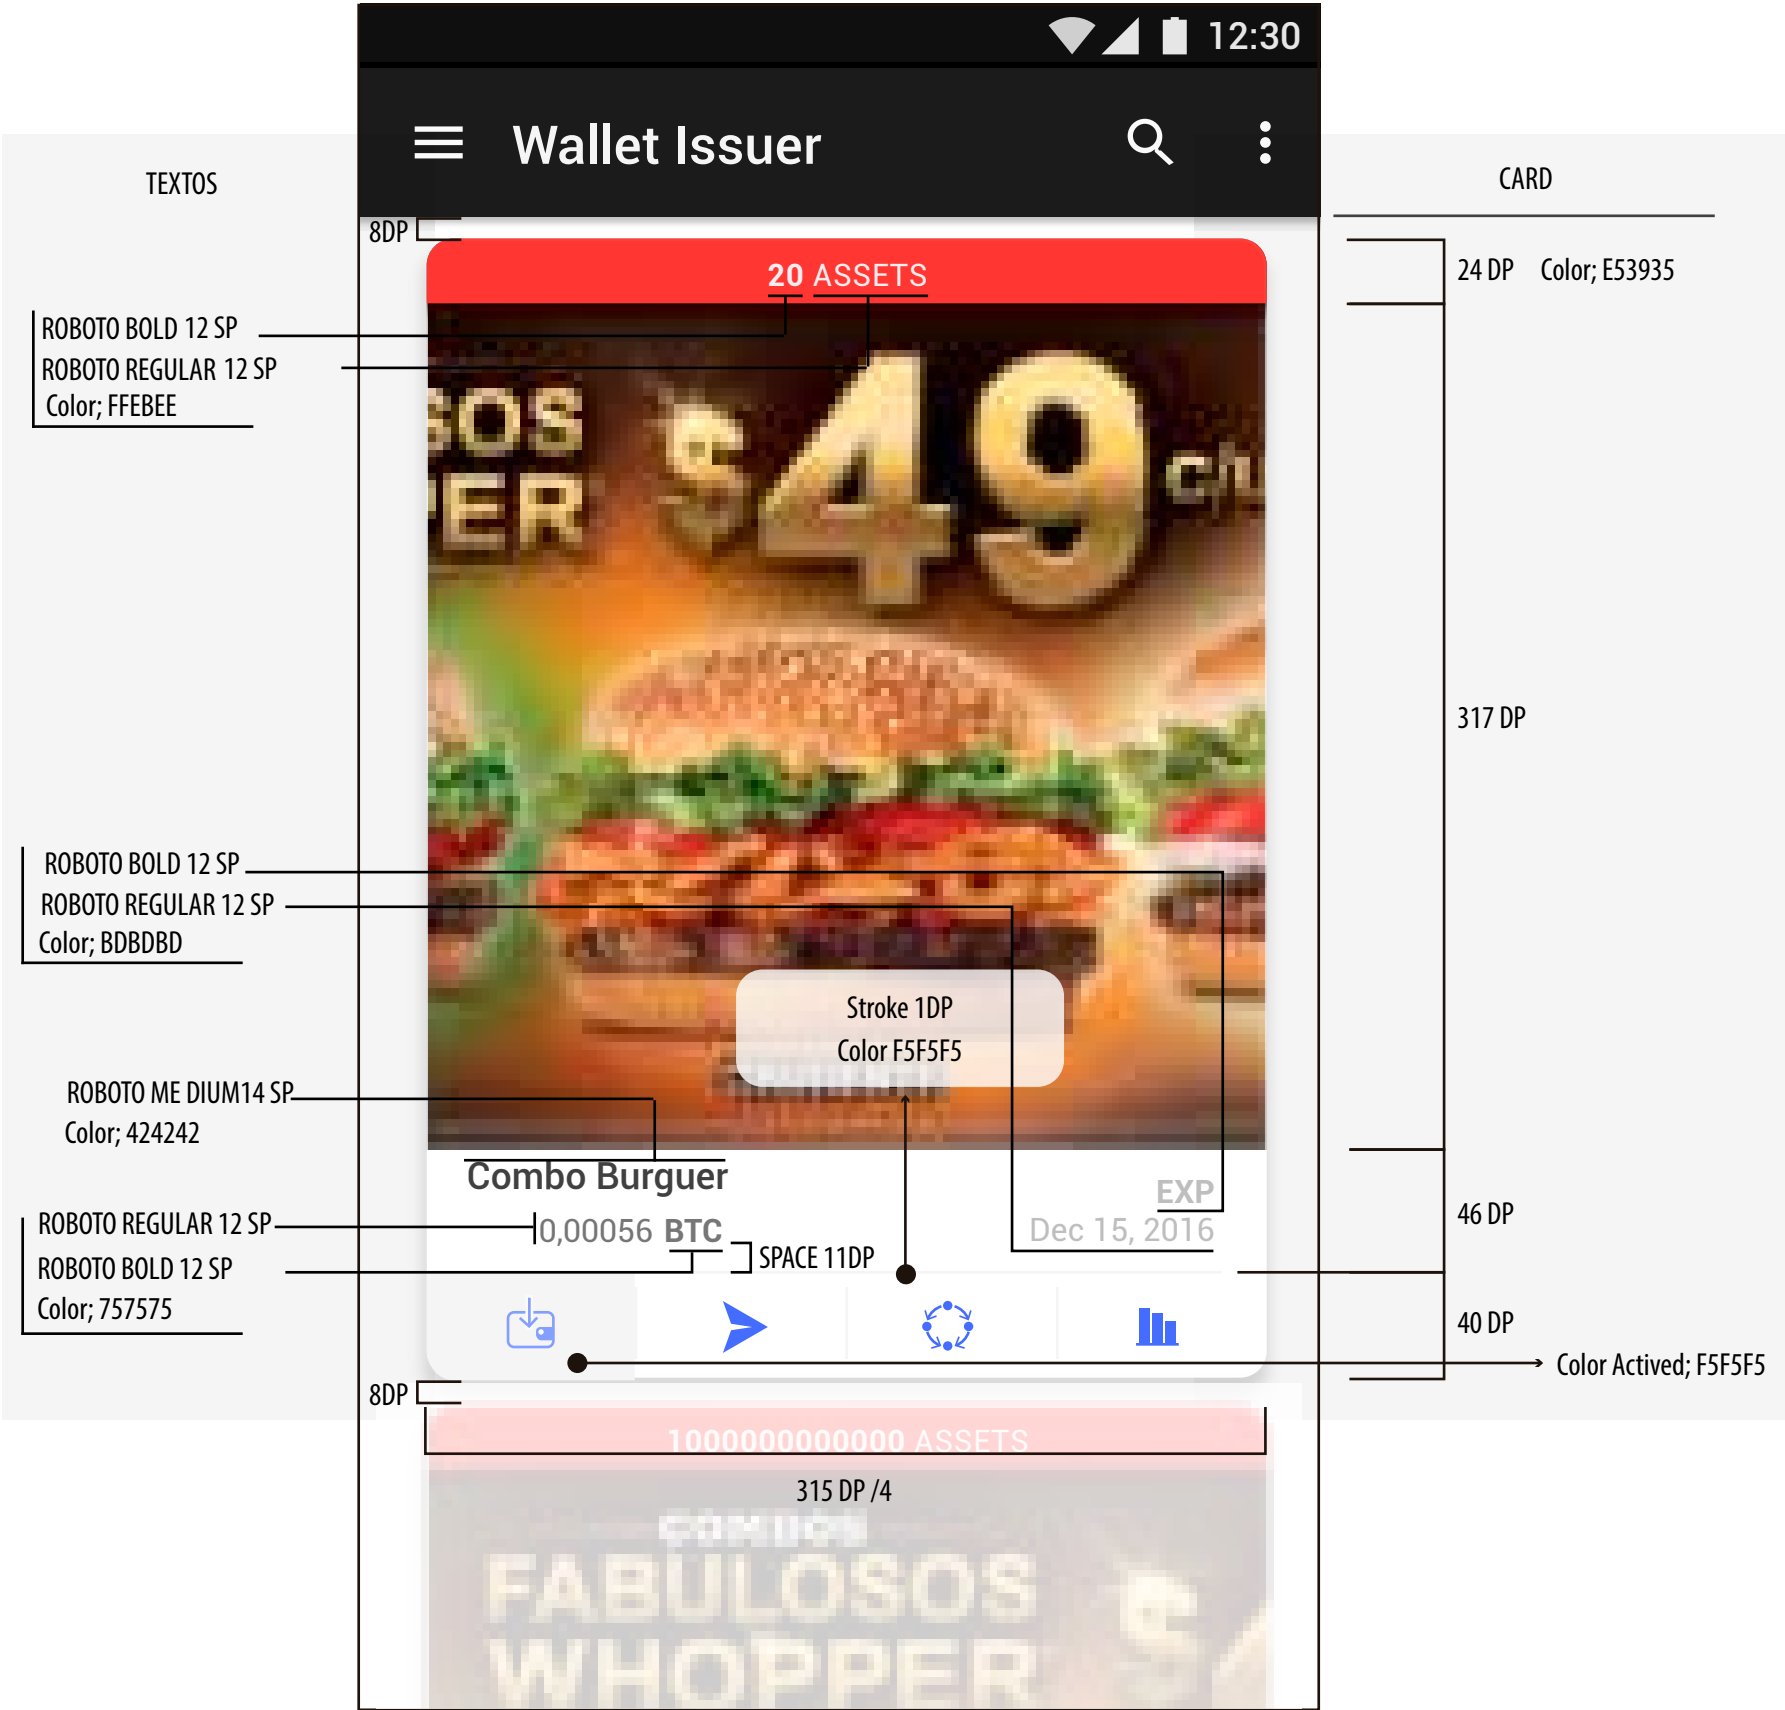 12:30
Wallet Issuer
TEXTOS
CARD
8DP
20 ASSETS
24 DP Color; E53935
ROBOTO BOLD 12 SP
ROBOTO REGULAR 12 SP
Color; FFEBEE
$49 C/U
317 DP
ROBOTO BOLD 12 SP
ROBOTO REGULAR 12 SP
Color; BDBDBD
Stroke 1DP
Color F5F5F5
ROBOTO ME DIUM14 SP
Color; 424242
Combo Burguer
EXP
46 DP
ROBOTO REGULAR 12 SP
0,00056 BTC
Dec 15, 2016
SPACE 11DP
ROBOTO BOLD 12 SP
Color; 757575
40 DP
Color Actived; F5F5F5
8DP
1000000000000 ASSETS
315 DP /4
COMBOS
FABULOSOS
WHOPPER
$